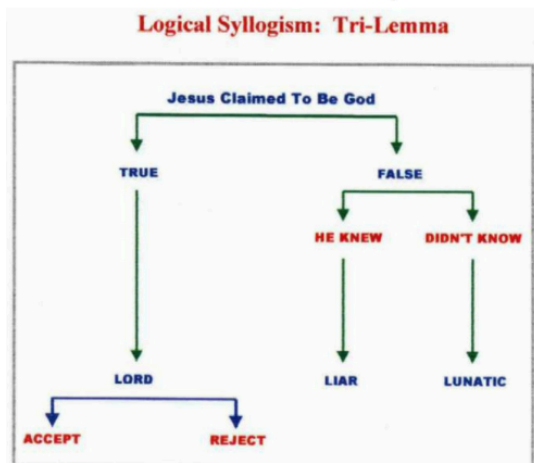 Logical Syllogism: Tri-Lemma
Jesus Claimed To Be God
TRUE FALSE
HE KNEW DIDN'T KNOW
LORD LIAR LUNATIC
ACCEPT REJECT